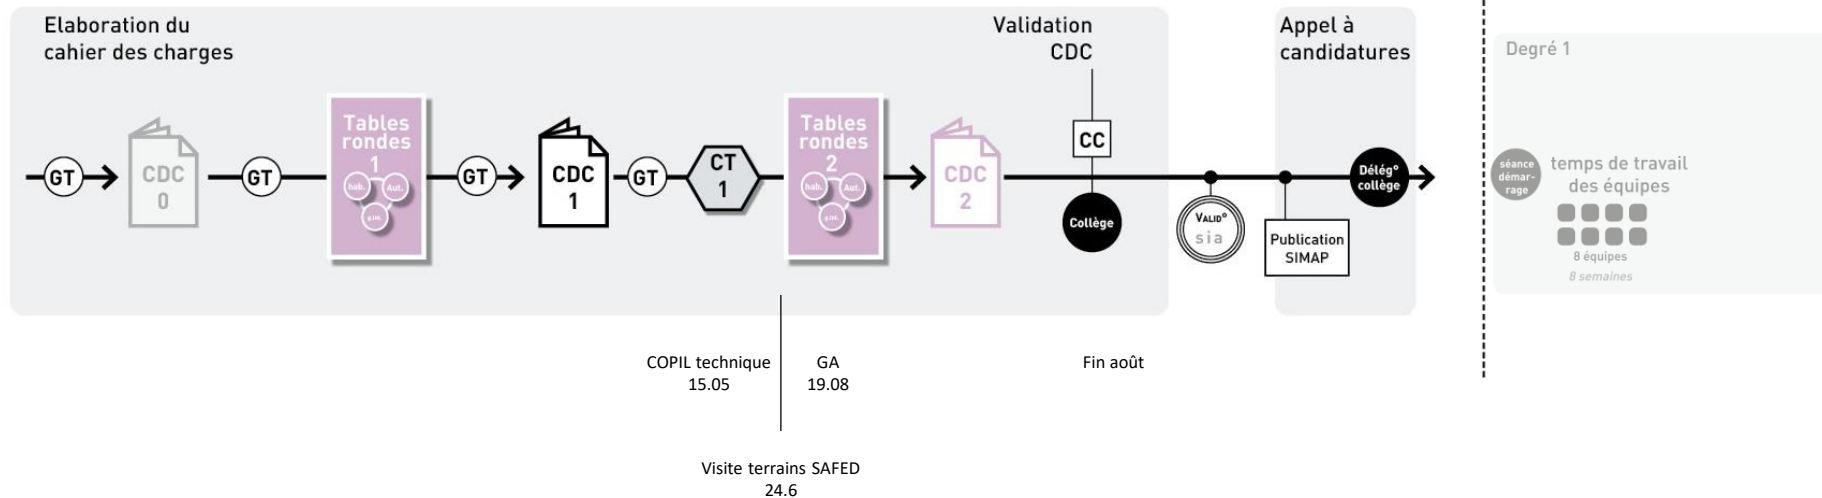 Elaboration du
cahier des charges
Validation
CDC
Appel à
candidatures
Degré 1
GT
CDC
0
GT
Tables
rondes
1
hab.
Aut.
p.int.
GT
CDC
1
GT
CT
1
Tables
rondes
2
hab.
Aut.
p.int.
CDC
2
CC
Collège
VALID°
sia
Publication
SIMAP
Délég°
collège
séance
démar-
rage
temps de travail
des équipes
8 équipes
8 semaines
COPIL technique
15.05
GA
19.08
Fin août
Visite terrains SAFED
24.6